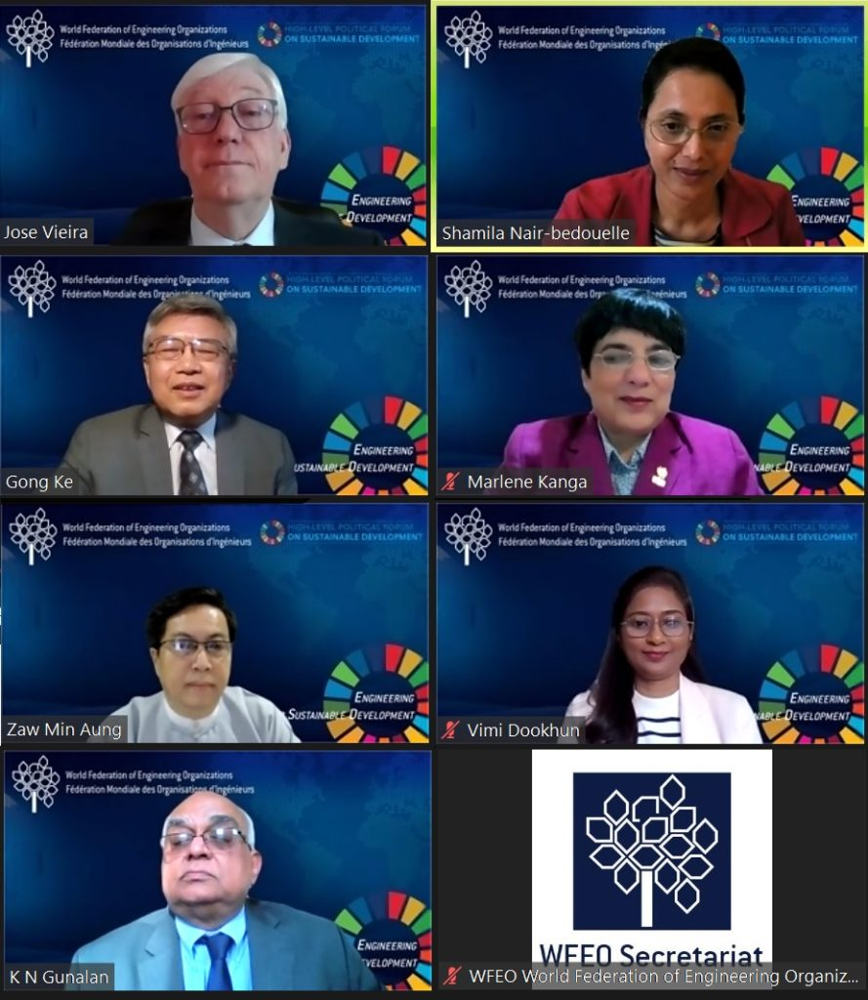 World Federation of Engineering Organizations
Fédération Mondiale des Organisations d'Ingénieurs
HIGH-LEVEL POLITICAL FORUM
ON SUSTAINABLE DEVELOPMENT
ENGINEERING
DEVELOPMENT
Jose Vieira
World Federation of Engineering Organizations
Fédération Mondiale des Organisations d'Ingénieurs
HIGH-LEVEL POLITICAL FORUM
ON SUSTAINABLE DEVELOPMENT
Shamila Nair-bedouelle
World Federation of Engineering Organizations
Fédération Mondiale des Organisations d'Ingénieurs
HIGH-LEVEL POLITICAL FORUM
ON SUSTAINABLE DEVELOPMENT
ENGINEERING
DEVELOPMENT
Gong Ke
World Federation of Engineering Organizations
Fédération Mondiale des Organisations d'Ingénieurs
HIGH-LEVEL POLITICAL FORUM
ON SUSTAINABLE DEVELOPMENT
ENGINEERING
DEVELOPMENT
Marlene Kanga
World Federation of Engineering Organizations
Fédération Mondiale des Organisations d'Ingénieurs
HIGH-LEVEL POLITICAL FORUM
ON SUSTAINABLE DEVELOPMENT
ENGINEERING
SUSTAINABLE DEVELOPMENT
Zaw Min Aung
World Federation of Engineering Organizations
Fédération Mondiale des Organisations d'Ingénieurs
HIGH-LEVEL POLITICAL FORUM
ON SUSTAINABLE DEVELOPMENT
ENGINEERING
DEVELOPMENT
Vimi Dookhun
World Federation of Engineering Organizations
Fédération Mondiale des Organisations d'Ingénieurs
ENGINEERING
DEVELOPMENT
K N Gunalan
WFEO Secretariat
WFEO World Federation of Engineering Organiz...